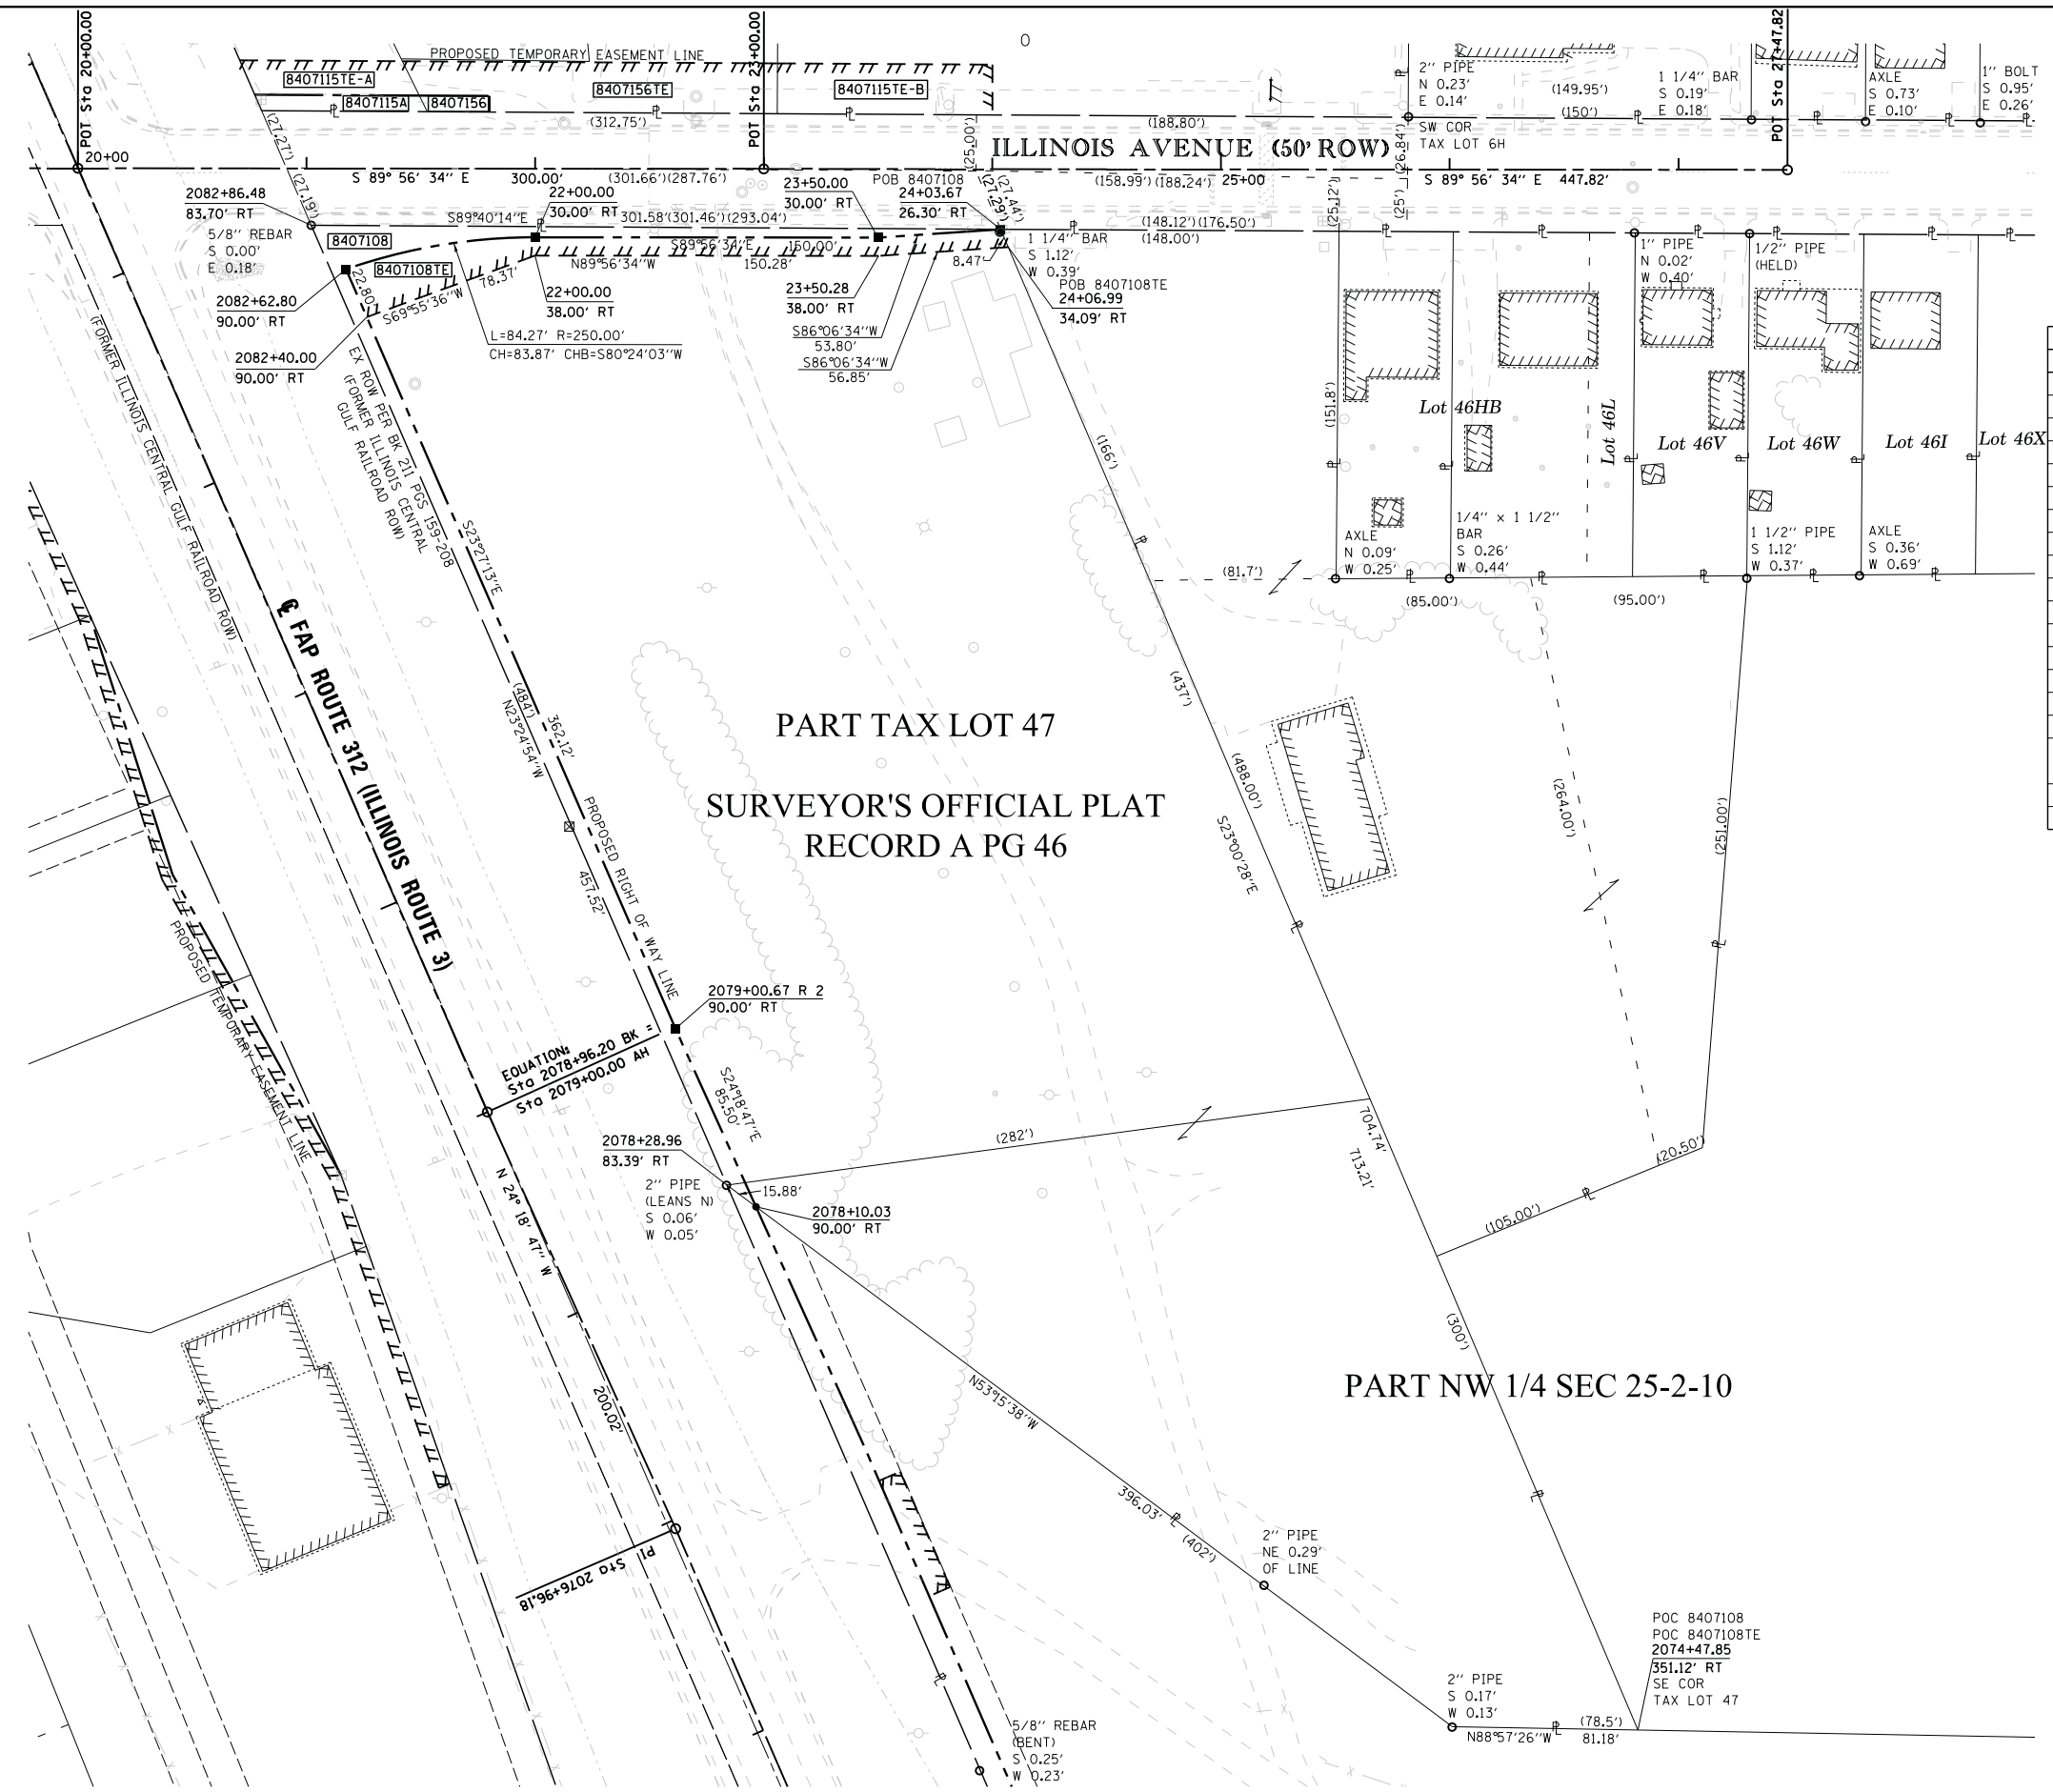 POT Sta 20+00.00
PROPOSED TEMPORARY EASEMENT LINE
8407115TE-A
8407115A
8407156
8407156TE
8407115TE-B
POT Sta 23+00.00
O
2" PIPE
N 0.23'
E 0.14'
SW COR
TAX LOT 6H
(149.95')
(150')
1 1/4" BAR
S 0.19'
E 0.18'
POT Sta 27+47.82
AXLE
S 0.73'
E 0.10'
1" BOLT
S 0.95'
E 0.26'
(27.27')
(312.75')
(188.80')
(25.00')
ILLINOIS AVENUE (50' ROW)
(26.84')
20+00
S 89° 56' 34" E 300.00'
(301.66')(287.76')
(158.99')(188.24')
25+00
S 89° 56' 34" E 447.82'
(27.19')
2082+86.48
83.70' RT
5/8" REBAR
S 0.00'
E 0.18'
22+00.00
30.00' RT
23+50.00
30.00' RT
POB 8407108
24+03.67
26.30' RT
(27.44')
(27.29')
(25.12')
(25')
S89°40'14"E
301.58'(301.46')(293.04')
(148.12')(176.50')
(148.00')
8407108
8407108TE
S89°56'34"E
150.00'
N89°56'34"W
150.28'
8.47'
1 1/4" BAR
S 1.12'
W 0.39'
POB 8407108TE
24+06.99
34.09' RT
1" PIPE
N 0.02'
W 0.40'
1/2" PIPE
(HELD)
2082+62.80
90.00' RT
22.80'
S69°55'36"W
78.37'
22+00.00
38.00' RT
23+50.28
38.00' RT
2082+40.00
90.00' RT
L=84.27' R=250.00'
CH=83.87' CHB=S80°24'03"W
S86°06'34"W
53.80'
S86°06'34"W
56.85'
(FORMER ILLINOIS CENTRAL GULF RAILROAD ROW)
EX ROW PER BK 211 PGS 159-208
(FORMER ILLINOIS CENTRAL
GULF RAILROAD ROW)
(151.8')
Lot 46HB
Lot 46L
Lot 46V
Lot 46W
Lot 46I
Lot 46X
(166')
S23°27'13"E
AXLE
N 0.09'
W 0.25'
1/4" x 1 1/2"
BAR
S 0.26'
W 0.44'
1 1/2" PIPE
S 1.12'
W 0.37'
AXLE
S 0.36'
W 0.69'
(81.7')
(85.00')
(95.00')
℄ FAP ROUTE 312 (ILLINOIS ROUTE 3)
(484')
N23°24'54"W
362.12'
(437')
PART TAX LOT 47
SURVEYOR'S OFFICIAL PLAT
RECORD A PG 46
(488.00')
S23°00'28"E
(264.00')
(251.00')
PROPOSED RIGHT OF WAY LINE
457.52'
PROPOSED TEMPORARY EASEMENT LINE
2079+00.67 R 2
90.00' RT
EQUATION:
Sta 2078+96.20 BK =
Sta 2079+00.00 AH
S24°18'47"E
85.50'
2078+28.96
83.39' RT
2" PIPE
(LEANS N)
S 0.06'
W 0.05'
15.88'
2078+10.03
90.00' RT
(282')
704.74'
713.21'
(20.50')
(105.00')
N 24° 18' 47" W
200.02'
(300')
N53°15'38"W
PART NW 1/4 SEC 25-2-10
396.03'
(402')
PI
Sta 2076+96.18
2" PIPE
NE 0.29'
OF LINE
POC 8407108
POC 8407108TE
2074+47.85
351.12' RT
SE COR
TAX LOT 47
2" PIPE
S 0.17'
W 0.13'
(78.5')
N88°57'26"W
81.18'
5/8" REBAR
(BENT)
S 0.25'
W 0.23'